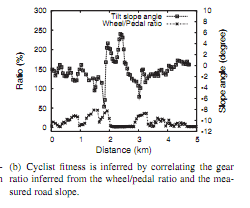 300
250
200
150
100
50
0
Ratio (%)
Tilt slope angle
Wheel/Pedal ratio
10
8
6
4
2
0
-2
-4
-6
-8
-10
-12
Slope angle (degree)
0 1 2 3 4 5
Distance (km)
- (b) Cyclist fitness is inferred by correlating the gear
n ratio inferred from the wheel/pedal ratio and the mea-
sured road slope.